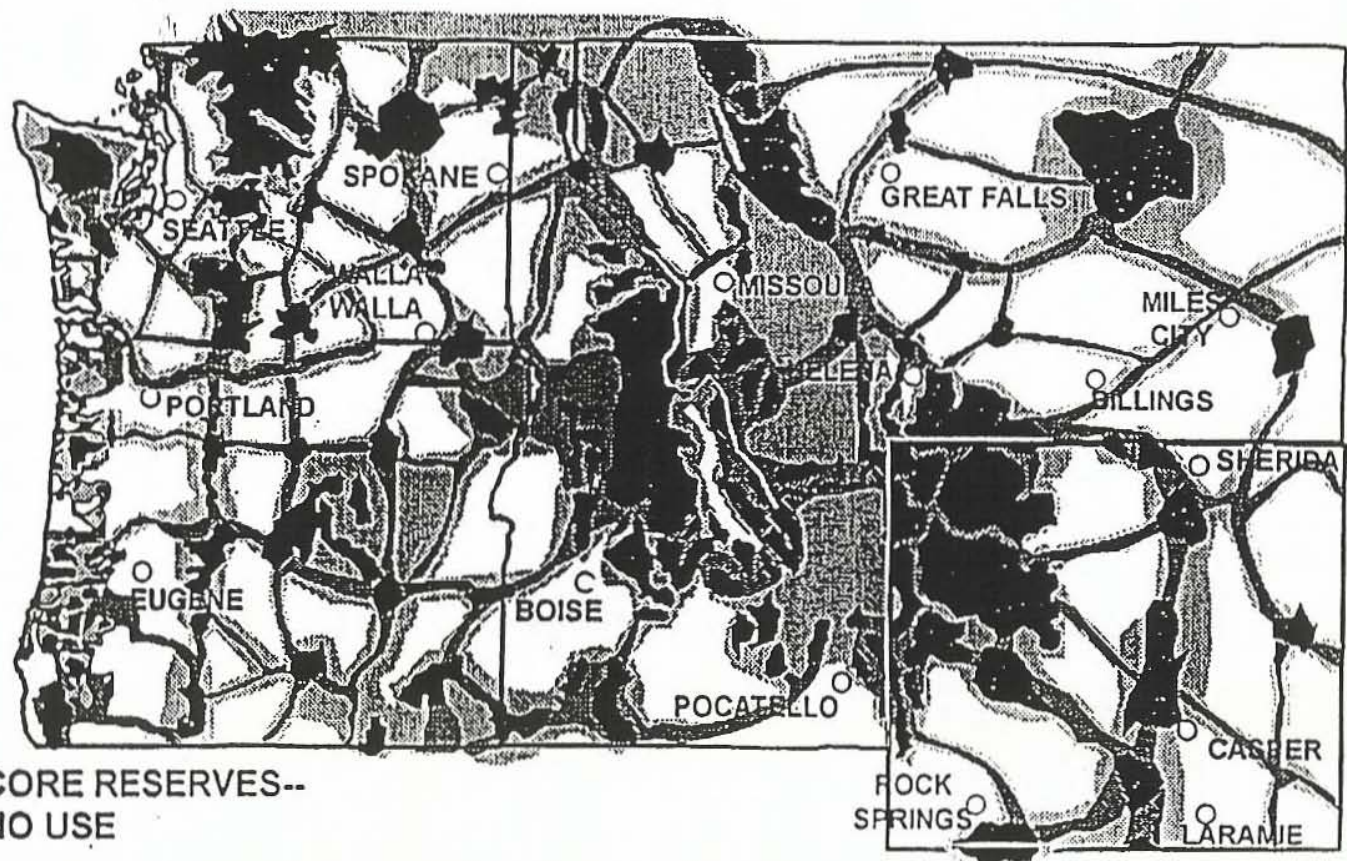 SPOKANE
GREAT FALLS
SEATTLE
WALLA
WALLA
MISSOULA
MILES
CITY
HELENA
PORTLAND
BILLINGS
SHERIDA
EUGENE
BOISE
POCATELLO
CASPER
ROCK
SPRINGS
LARAMIE
CORE RESERVES--
NO USE